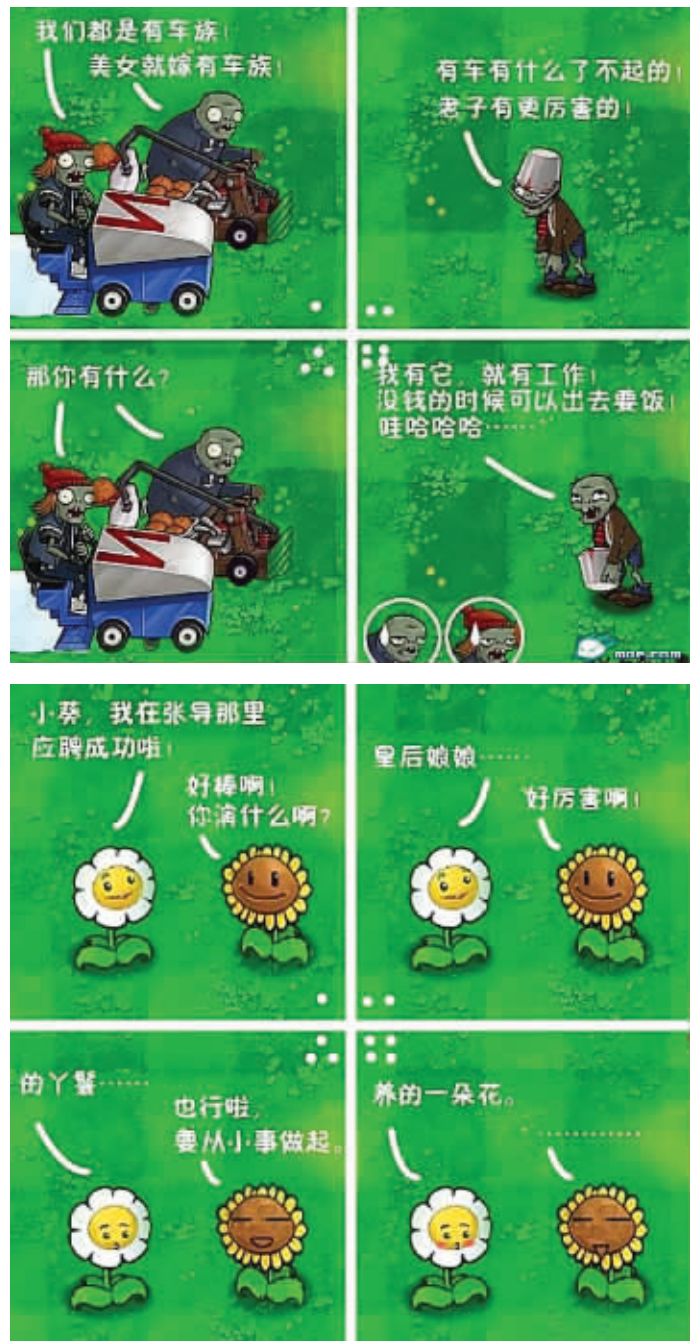 我们都是有车族!
美女就嫁有车族!
有车有什么了不起的!
君子有更厉害的!
那你有什么?
我有它，就有工作!
没钱的时候可以出去要饭!
哇哈哈哈……
moe.com
小葵，我在张导那里
应聘成功啦!
好棒啊!
你演什么啊?
皇后娘娘……
好厉害啊!
的丫鬟……
也行啦，
要从小事做起。
养的一朵花。
…………